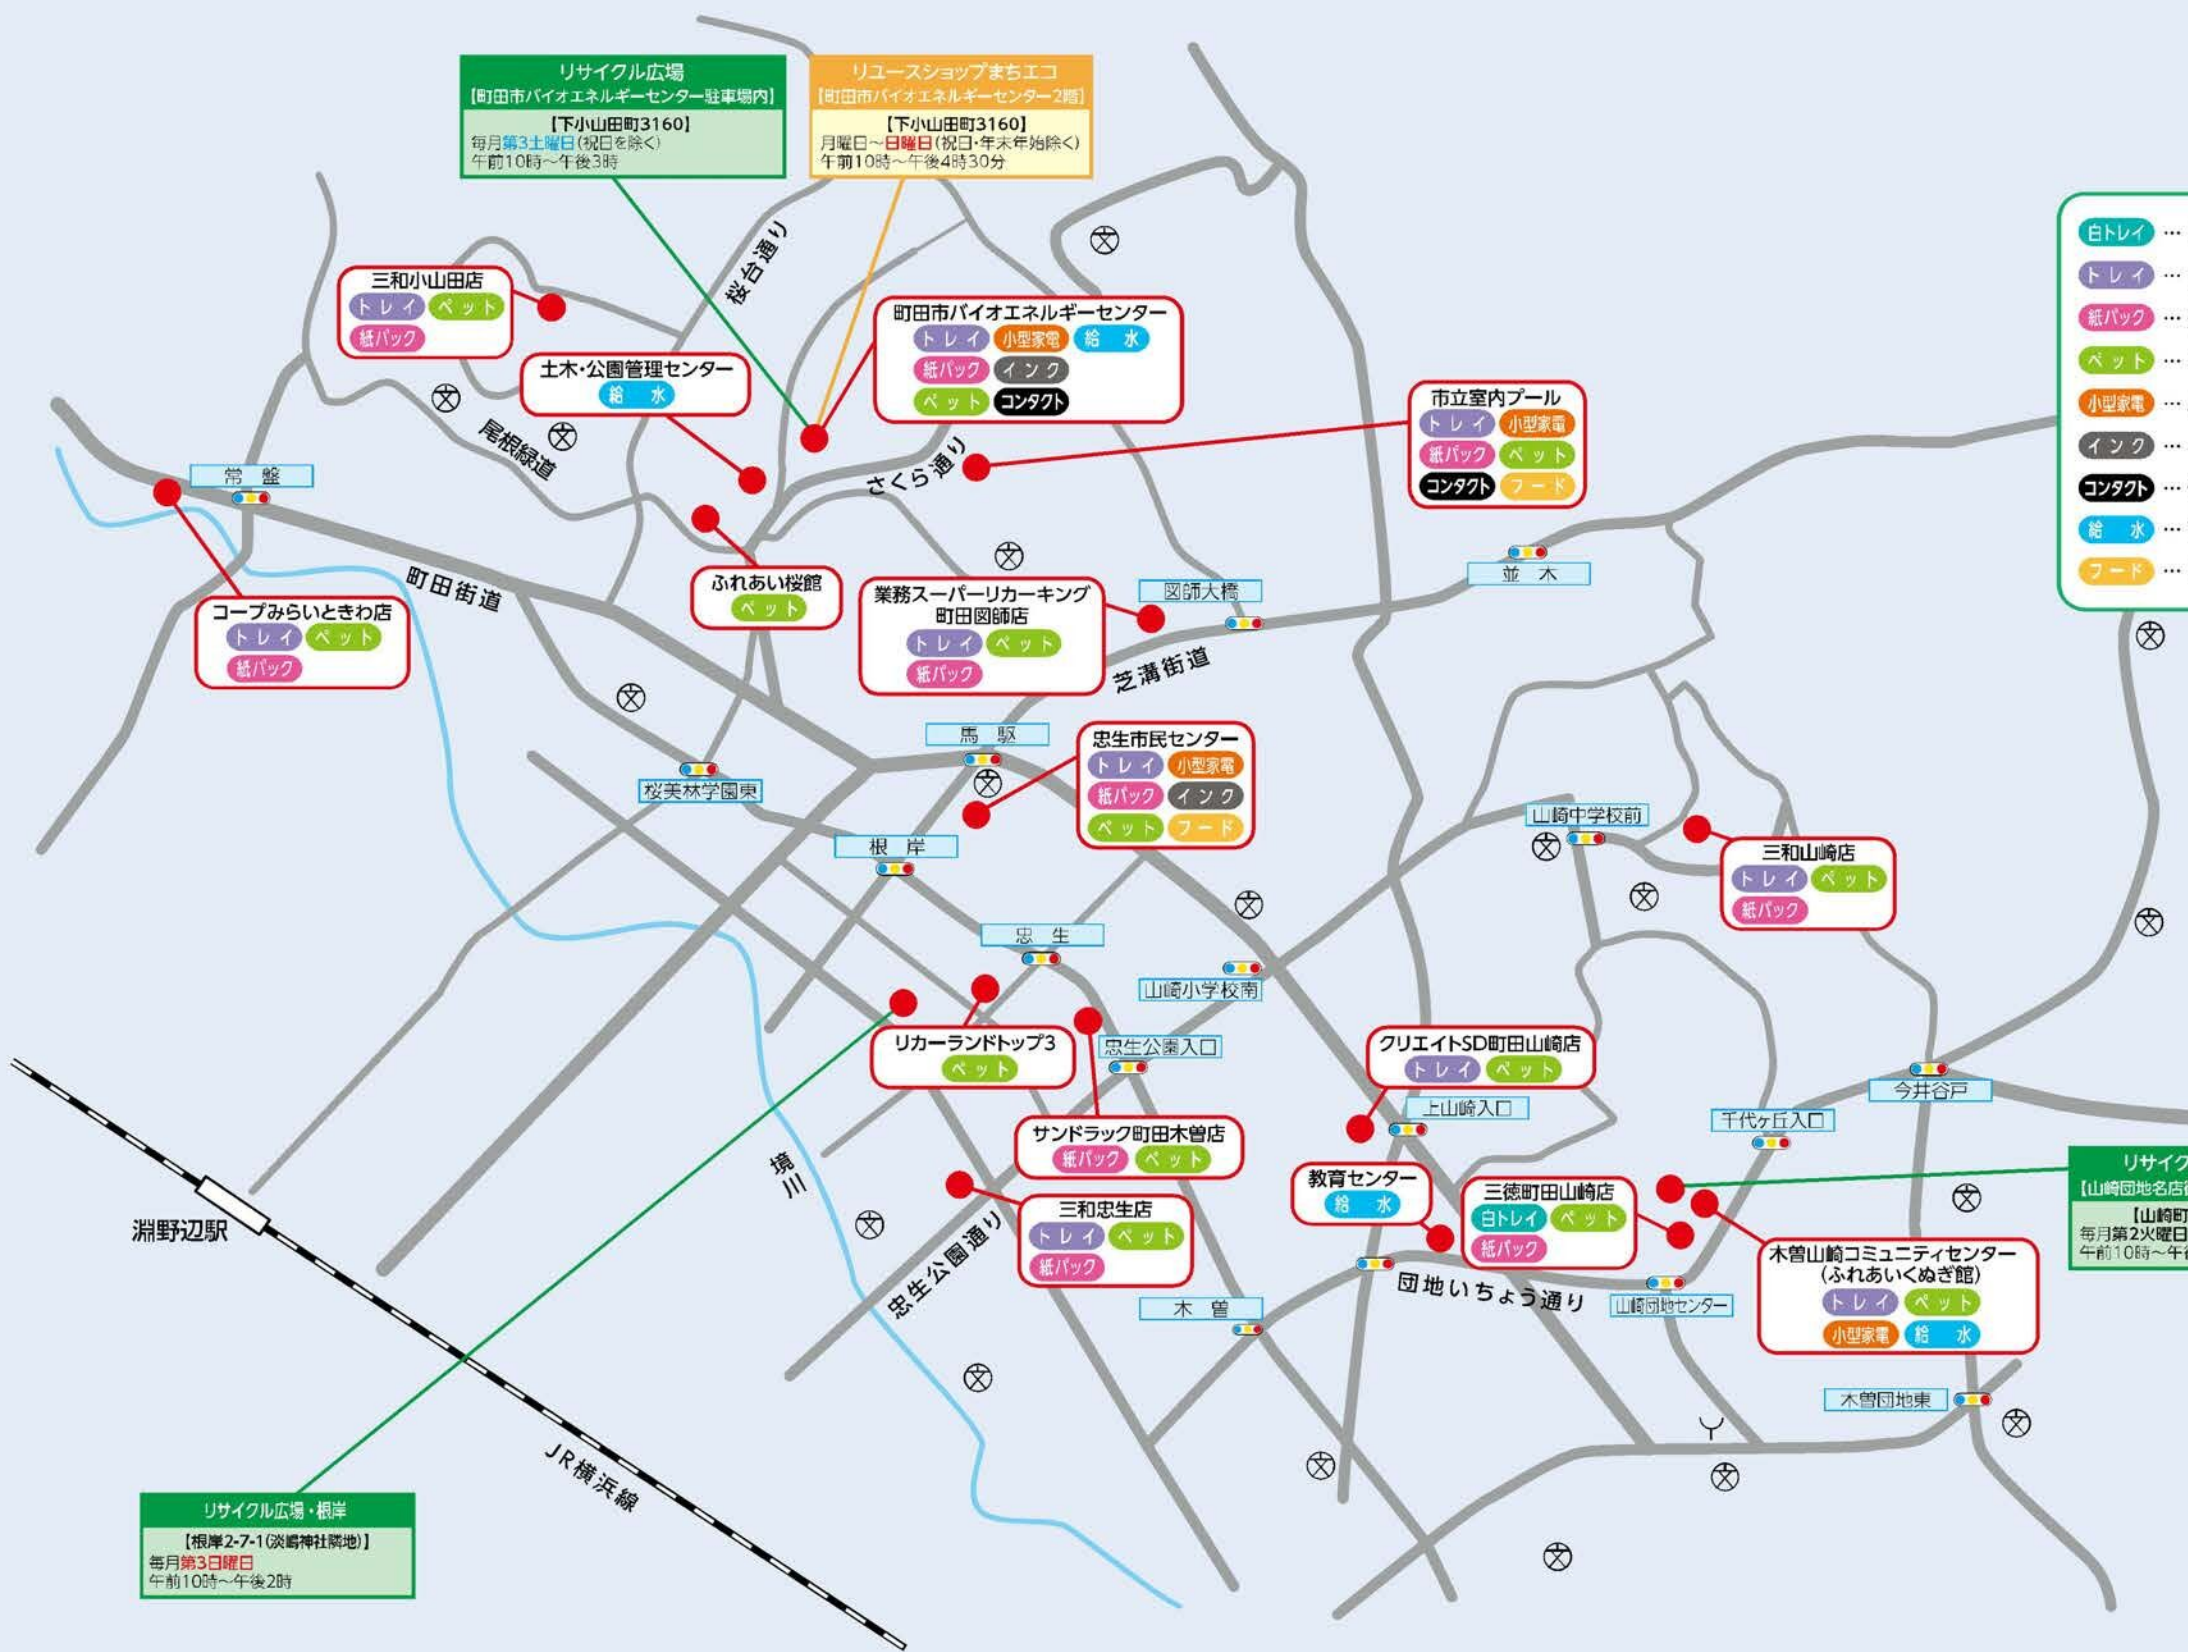 リサイクル広場
【町田市バイオエネルギーセンター駐車場内】
【下小山田町3160】
毎月第3土曜日(祝日を除く)
午前10時～午後3時
リユースショップまちエコ
【町田市バイオエネルギーセンター2階】
【下小山田町3160】
月曜日～日曜日(祝日・年末年始除く)
午前10時～午後4時30分
桜台通り
三和小山田店
トレイ ペット
紙パック
土木・公園管理センター
給 水
町田市バイオエネルギーセンター
トレイ 小型家電 給 水
紙パック インク
ペット コンタクト
市立室内プール
トレイ 小型家電
紙パック ペット
コンタクト フード
白トレイ …
トレイ …
紙パック …
ペット …
小型家電 …
インク …
コンタクト …
給 水 …
フード …
尾根緑道
さくら通り
常 盤
町田街道
コープみらいときわ店
トレイ ペット
紙パック
ふれあい桜館
ペット
業務スーパーリカーキング
町田図師店
トレイ ペット
紙パック
図師大橋
並 木
芝溝街道
馬 駆
忠生市民センター
トレイ 小型家電
紙パック インク
ペット フード
桜美林学園東
根 岸
山崎中学校前
三和山崎店
トレイ ペット
紙パック
忠 生
山崎小学校南
リカーランドトップ3
ペット
忠生公園入口
クリエイトSD町田山崎店
トレイ ペット
上山崎入口
今井谷戸
千代ヶ丘入口
サンドラック町田木曽店
紙パック ペット
境川
淵野辺駅
三和忠生店
トレイ ペット
紙パック
忠生公園通り
教育センター
給 水
三徳町田山崎店
白トレイ ペット
紙パック
リサイク
【山崎団地名店
【山崎町
毎月第2火曜日
午前10時～午
木曽山崎コミュニティセンター
(ふれあいくぬぎ館)
トレイ ペット
小型家電 給 水
木 曽
団地いちょう通り
山崎団地センター
木曽団地東
JR横浜線
リサイクル広場・根岸
【根岸2-7-1(淡嶋神社隣地)】
毎月第3日曜日
午前10時～午後2時